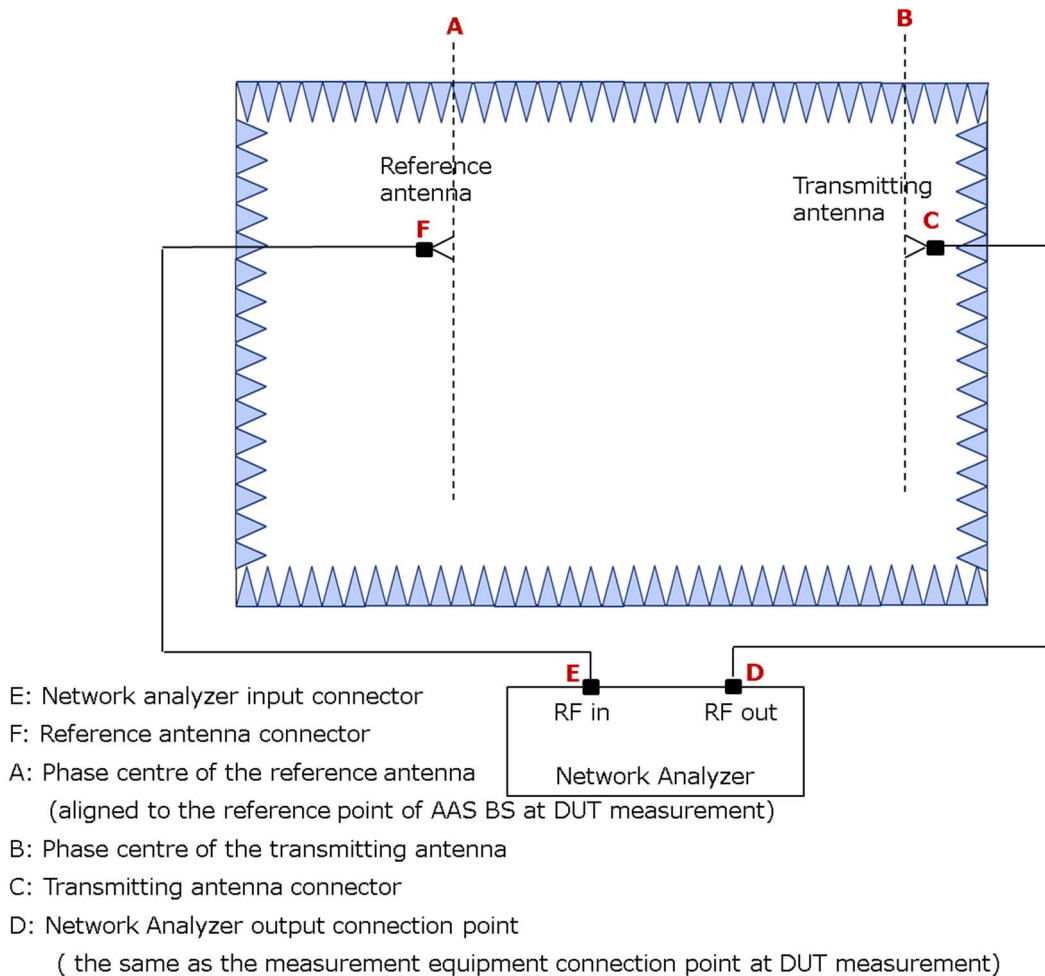 A
B
Reference
antenna
Transmitting
antenna
F
C
E
D
RF in
RF out
Network Analyzer
E: Network analyzer input connector
F: Reference antenna connector
A: Phase centre of the reference antenna
(aligned to the reference point of AAS BS at DUT measurement)
B: Phase centre of the transmitting antenna
C: Transmitting antenna connector
D: Network Analyzer output connection point
( the same as the measurement equipment connection point at DUT measurement)